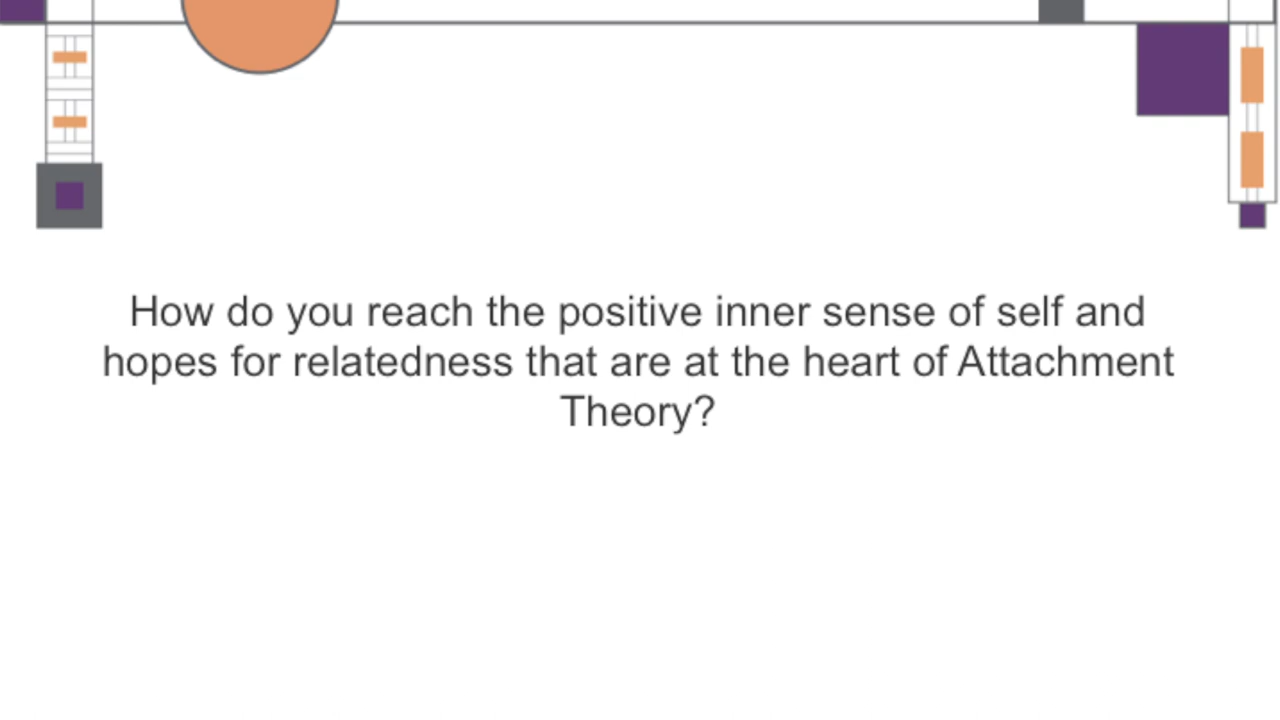 How do you reach the positive inner sense of self and
hopes for relatedness that are at the heart of Attachment
Theory?